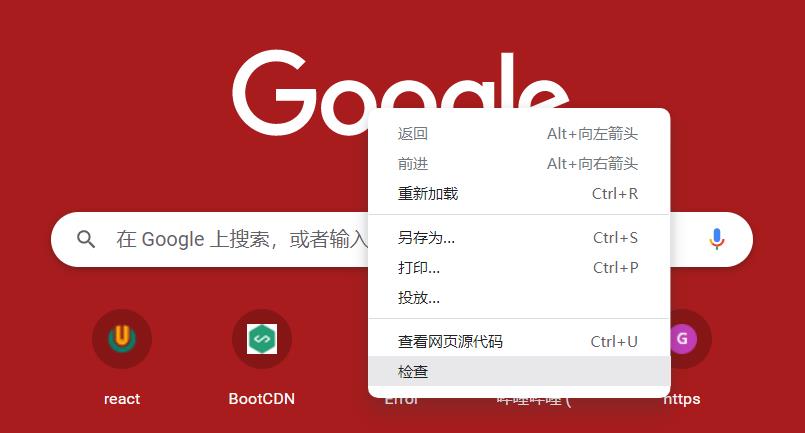 Google
返回 Alt+向左箭头
前进 Alt+向右箭头
重新加载 Ctrl+R
在 Google 上搜索，或者输入
另存为... Ctrl+S
打印... Ctrl+P
投放...
查看网页源代码 Ctrl+U
检查
U
G
react BootCDN Error 哔哩哔哩 ( https